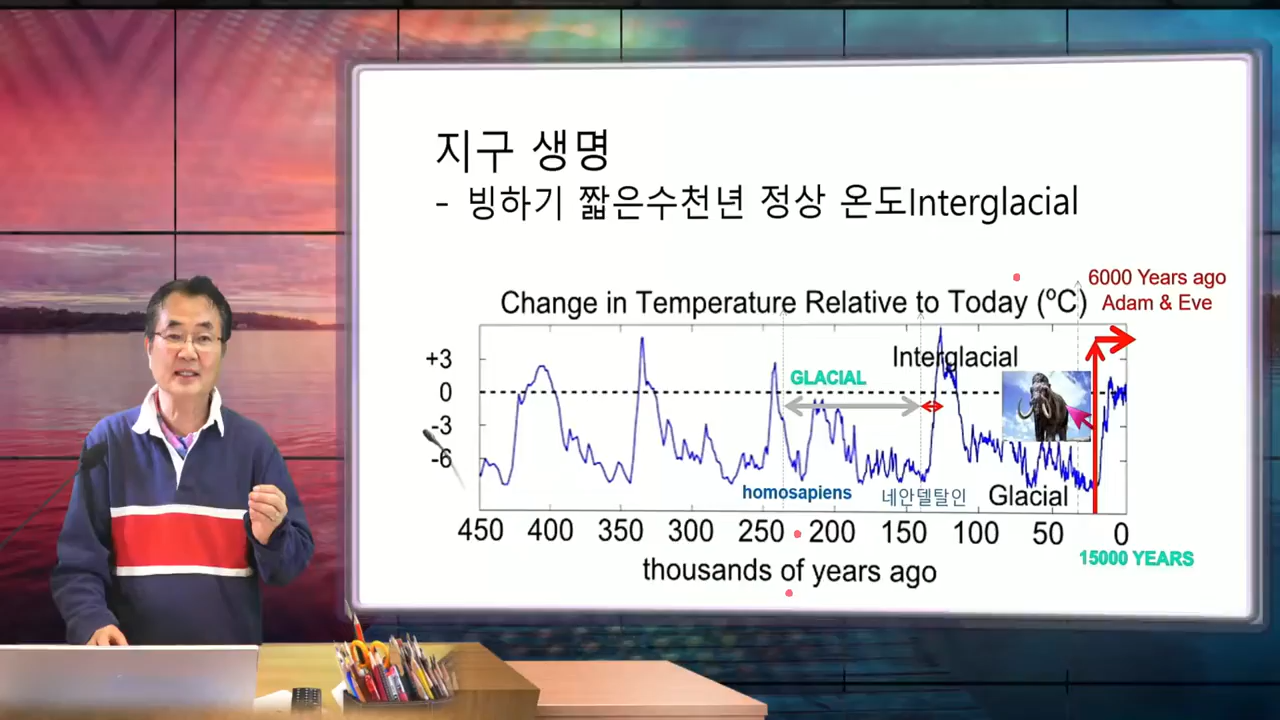 지구 생명
- 빙하기 짧은수천년 정상 온도Interglacial
6000 Years ago
Adam & Eve
Change in Temperature Relative to Today (ºC)
Interglacial
+3
GLACIAL
0
-3
-6
homosapiens
네안델탈인
Glacial
450 400 350 300 250 200 150 100 50 0
15000 YEARS
thousands of years ago